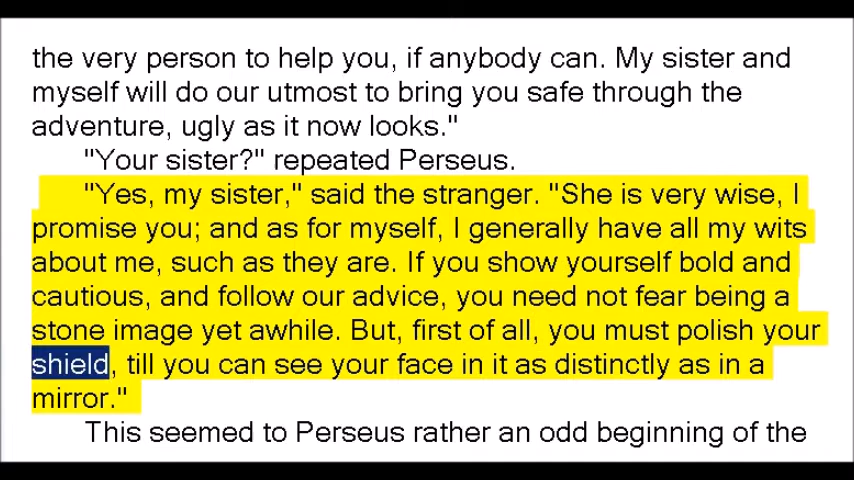 the very person to help you, if anybody can. My sister and
myself will do our utmost to bring you safe through the
adventure, ugly as it now looks."
"Your sister?" repeated Perseus.
"Yes, my sister," said the stranger. "She is very wise, I
promise you; and as for myself, I generally have all my wits
about me, such as they are. If you show yourself bold and
cautious, and follow our advice, you need not fear being a
stone image yet awhile. But, first of all, you must polish your
shield, till you can see your face in it as distinctly as in a
mirror."
This seemed to Perseus rather an odd beginning of the